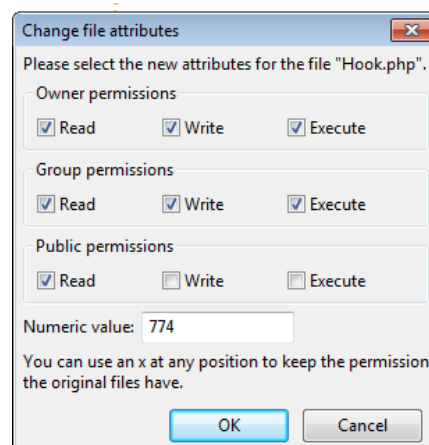 Change file attributes
Please select the new attributes for the file "Hook.php".
Owner permissions
Read Write Execute
Group permissions
Read Write Execute
Public permissions
Read Write Execute
Numeric value: 774
You can use an x at any position to keep the permission
the original files have.
OK Cancel